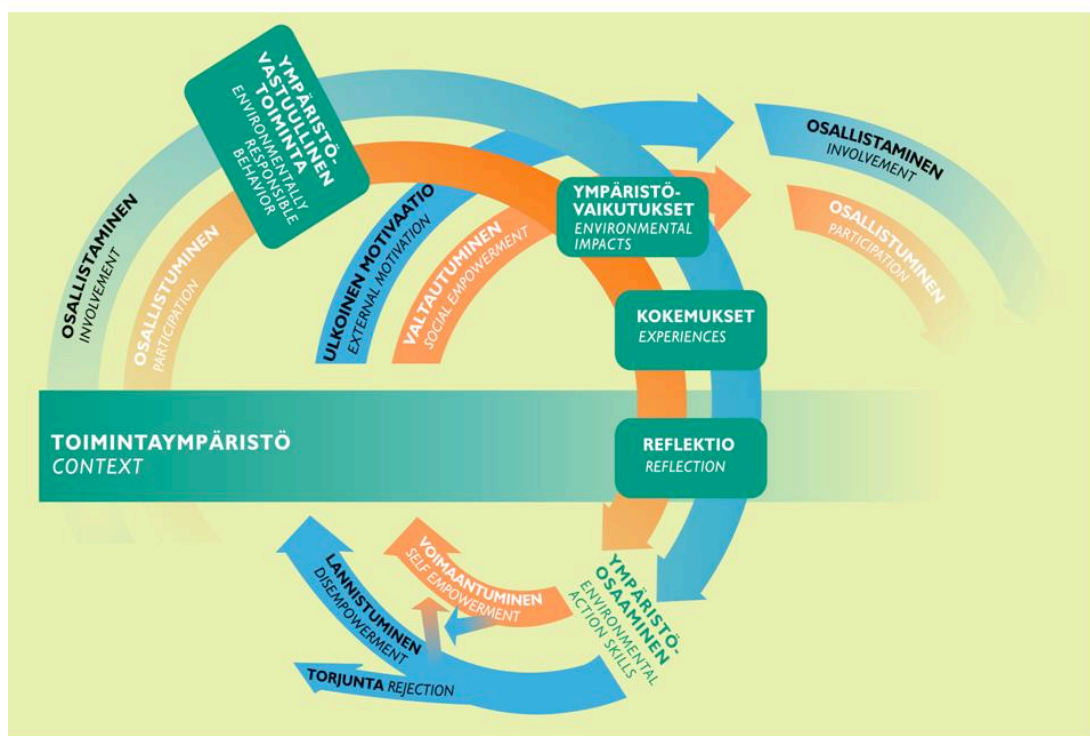 YMPÄRISTÖ-
VASTUULLINEN
TOIMINTA
ENVIRONMENTALLY
RESPONSIBLE
BEHAVIOR
OSALLISTAMINEN
INVOLVEMENT
OSALLISTUMINEN
PARTICIPATION
ULKOINEN MOTIVAATIO
EXTERNAL MOTIVATION
VALTAUTUMINEN
SOCIAL EMPOWERMENT
YMPÄRISTÖ-
VAIKUTUKSET
ENVIRONMENTAL
IMPACTS
OSALLISTAMINEN
INVOLVEMENT
OSALLISTUMINEN
PARTICIPATION
KOKEMUKSET
EXPERIENCES
TOIMINTAYMPÄRISTÖ
CONTEXT
REFLEKTIO
REFLECTION
LANNISTUMINEN
DISEMPOWERMENT
VOIMAANTUMINEN
SELF EMPOWERMENT
YMPÄRISTÖ-
OSAAMINEN
ENVIRONMENTAL
ACTION SKILLS
TORJUNTA REJECTION